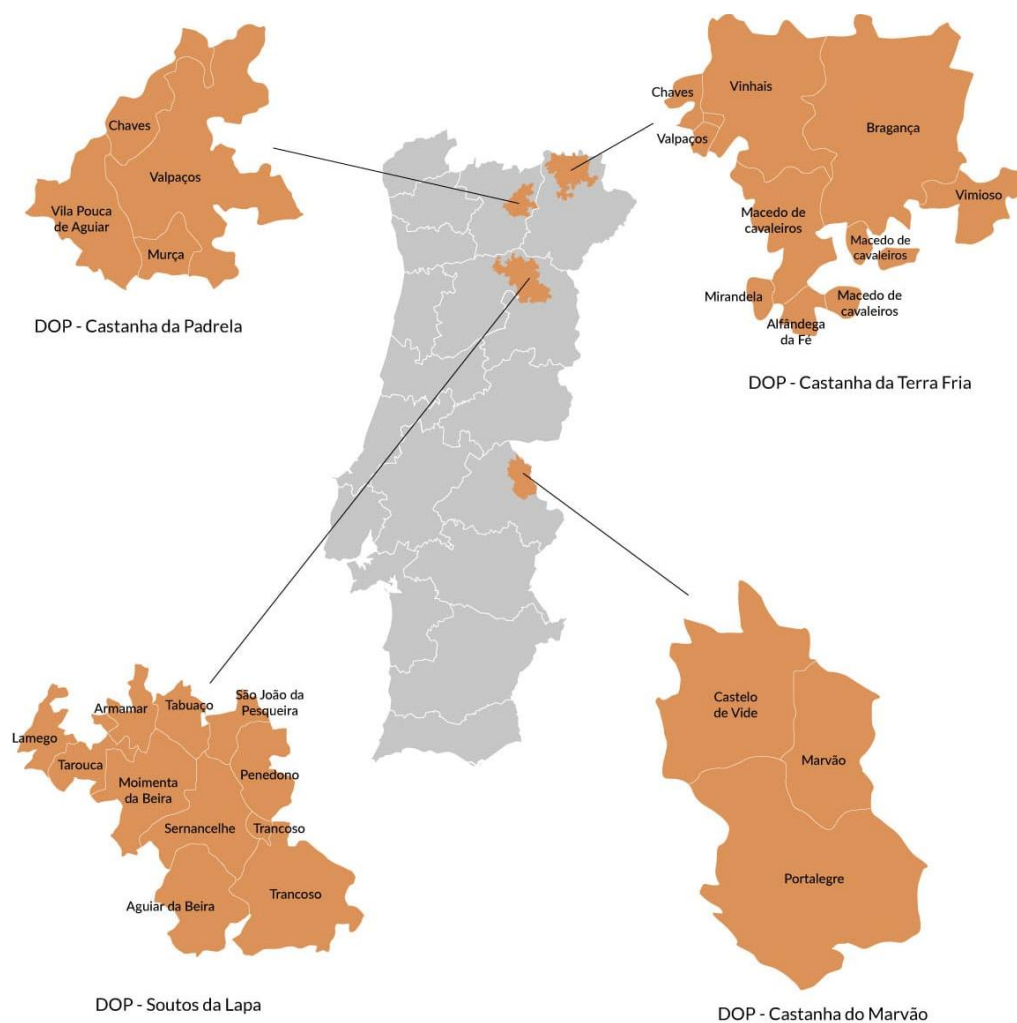 Chaves
Valpaços
Vila Pouca
de Aguiar
Murça
DOP - Castanha da Padrela
Vinhais
Chaves
Bragança
Valpaços
Vimioso
Macedo de
cavaleiros
Macedo de
cavaleiros
Mirandela
Macedo de
cavaleiros
Alfândega
da Fé
DOP - Castanha da Terra Fria
São João da
Pesqueira
Tabuaço
Armamar
Lamego
Tarouca
Moimenta
da Beira
Penedono
Sernancelhe
Trancoso
Trancoso
Aguiar da Beira
DOP - Soutos da Lapa
Castelo
de Vide
Marvão
Portalegre
DOP - Castanha do Marvão